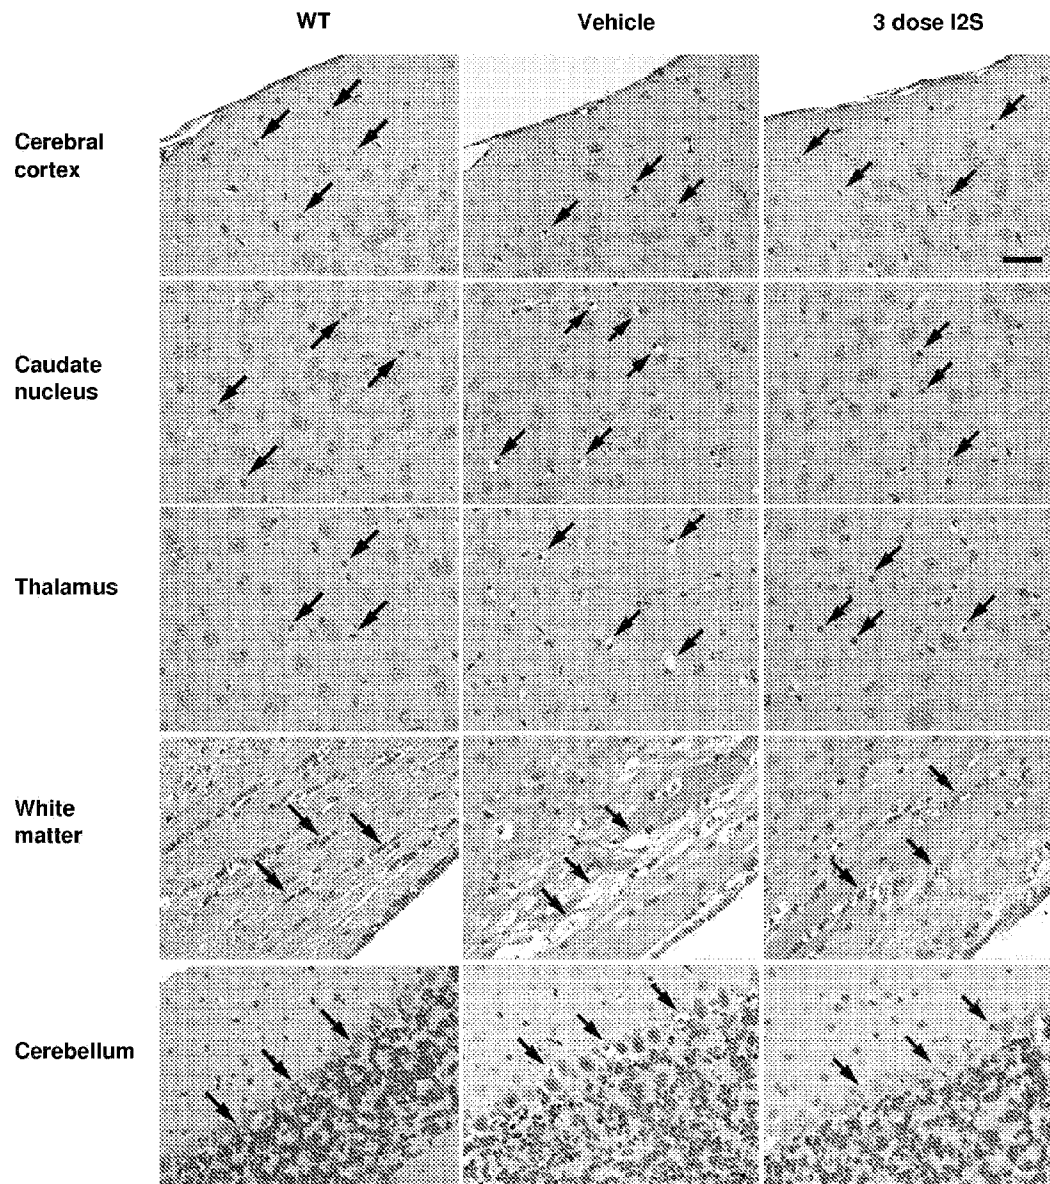 WT Vehicle 3 dose I2S
Cerebral
cortex
Caudate
nucleus
Thalamus
White
matter
Cerebellum